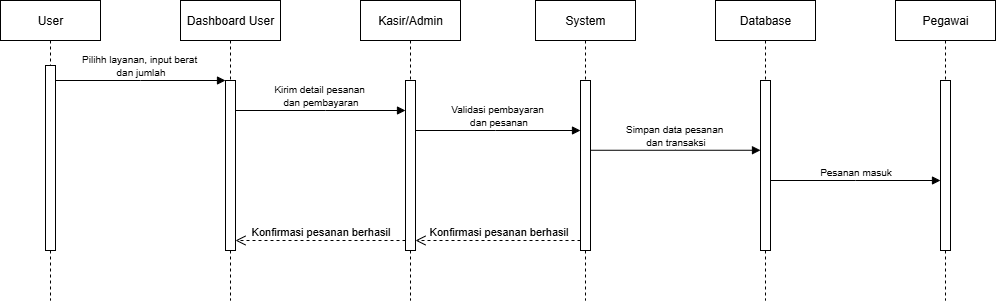 User
Dashboard User
Kasir/Admin
System
Database
Pegawai
Pilihh layanan, input berat
dan jumlah
Kirim detail pesanan
dan pembayaran
Validasi pembayaran
dan pesanan
Simpan data pesanan
dan transaksi
Pesanan masuk
Konfirmasi pesanan berhasil
Konfirmasi pesanan berhasil